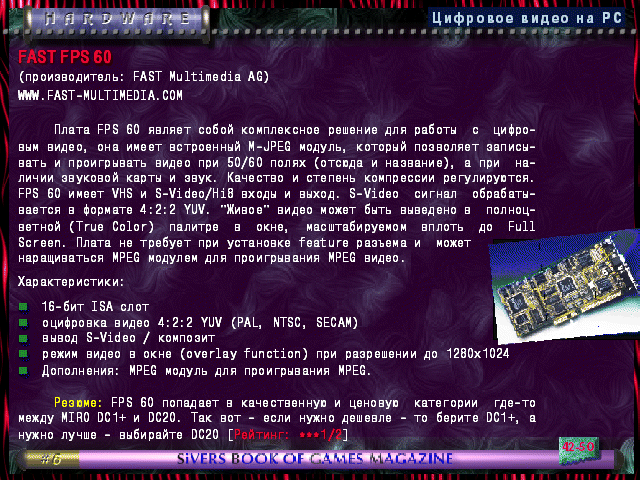 HARDWARE
Цифровое видео на PC
FAST FPS 60
(производитель: FAST Multimedia AG)
WWW.FAST-MULTIMEDIA.COM
Плата FPS 60 являет собой комплексное решение для работы с цифро-
вым видео, она имеет встроенный M-JPEG модуль, который позволяет записы-
вать и проигрывать видео при 50/60 полях (отсюда и название), а при на-
личии звуковой карты и звук. Качество и степень компрессии регулируются.
FPS 60 имеет VHS и S-Video/Hi8 входы и выход. S-Video сигнал обрабаты-
вается в формате 4:2:2 YUV. "Живое" видео может быть выведено в полноц-
ветной (True Color) палитре в окне, масштабируемом вплоть до Full
Screen. Плата не требует при установке feature разъема и может
наращиваться MPEG модулем для проигрывания MPEG видео.
Характеристики:
16-бит ISA слот
оцифровка видео 4:2:2 YUV (PAL, NTSC, SECAM)
вывод S-Video / композит
режим видео в окне (overlay function) при разрешении до 1280x1024
Дополнения: MPEG модуль для проигрывания MPEG.
Резюме: FPS 60 попадает в качественную и ценовую категории где-то
между MIRO DC1+ и DC20. Так вот - если нужно дешевле - то берите DC1+, а
нужно лучше - выбирайте DC20 [Рейтинг: ***1/2]
#6
SIVERS BOOK OF GAMES MAGAZINE
42-50